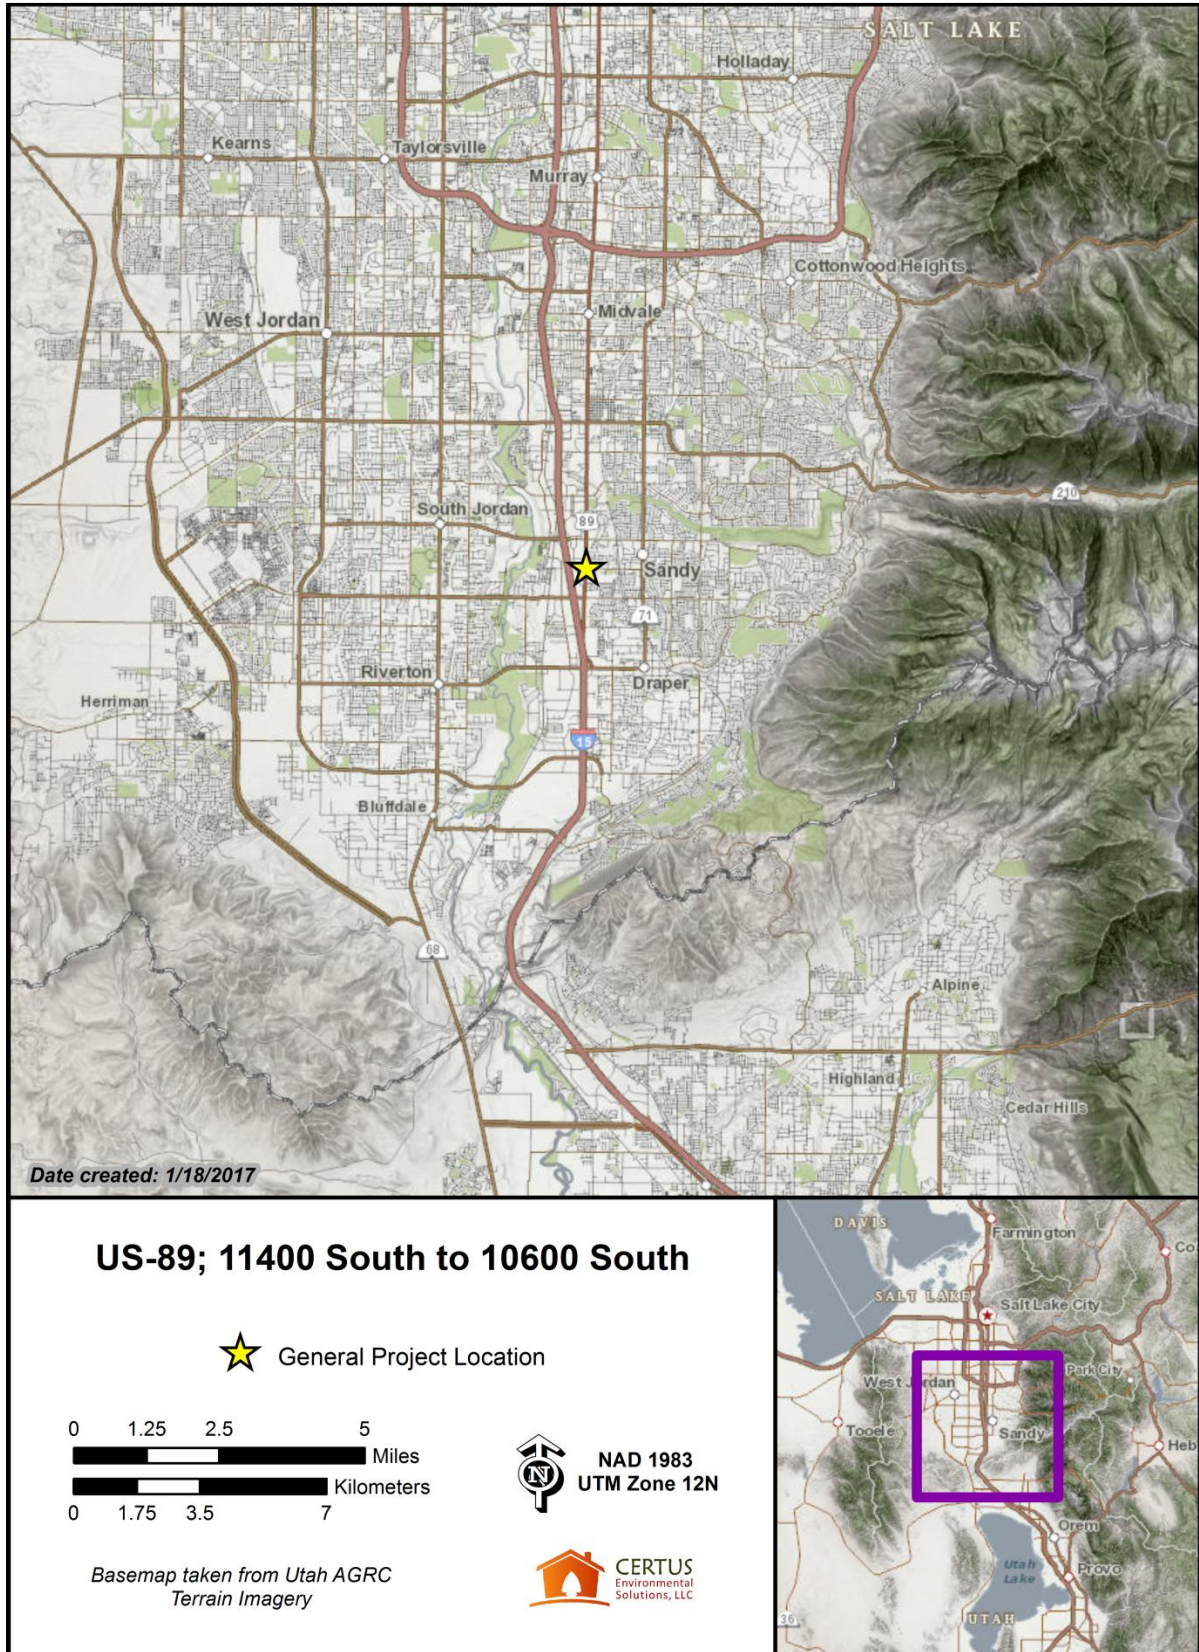 SALT LAKE
Holladay
Kearns
Taylorsville
Murray
Cottonwood Heights
Midvale
West Jordan
210
South Jordan
89
Sandy
71
Riverton
Draper
Herriman
15
Bluffdale
68
Alpine
Highland
Cedar Hills
Date created: 1/18/2017
US-89; 11400 South to 10600 South
General Project Location
0 1.25 2.5 5
Miles
Kilometers
0 1.75 3.5 7
N
NAD 1983
UTM Zone 12N
Basemap taken from Utah AGRC
Terrain Imagery
CERTUS
Environmental
Solutions, LLC
DAVIS
Farmington
Co
SALT LAKE
Salt Lake City
Park City
West Jordan
Tooele
Sandy
Heb
Orem
Utah
Lake
Provo
36
UTAH